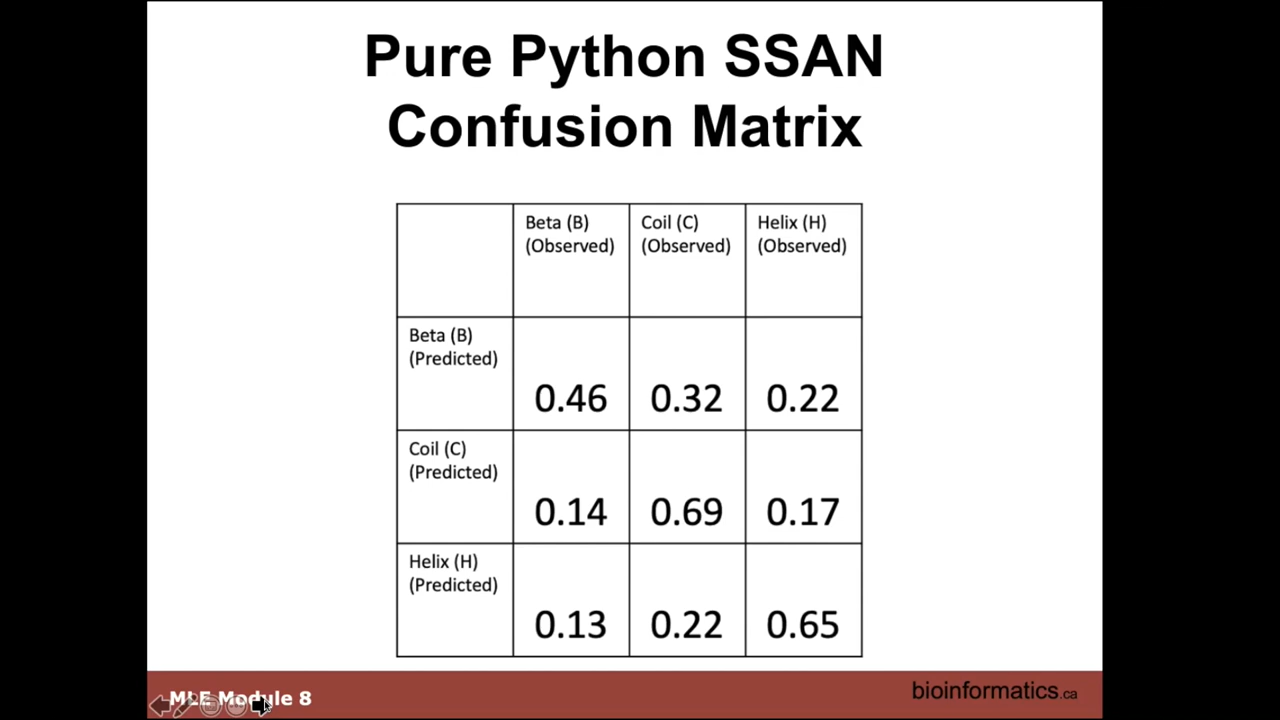 Pure Python SSAN
Confusion Matrix
Beta (B) Coil (C) Helix (H)
(Observed) (Observed) (Observed)
Beta (B)
(Predicted)
0.46 0.32 0.22
Coil (C)
(Predicted)
0.14 0.69 0.17
Helix (H)
(Predicted)
0.13 0.22 0.65
MLE Module 8
bioinformatics.ca